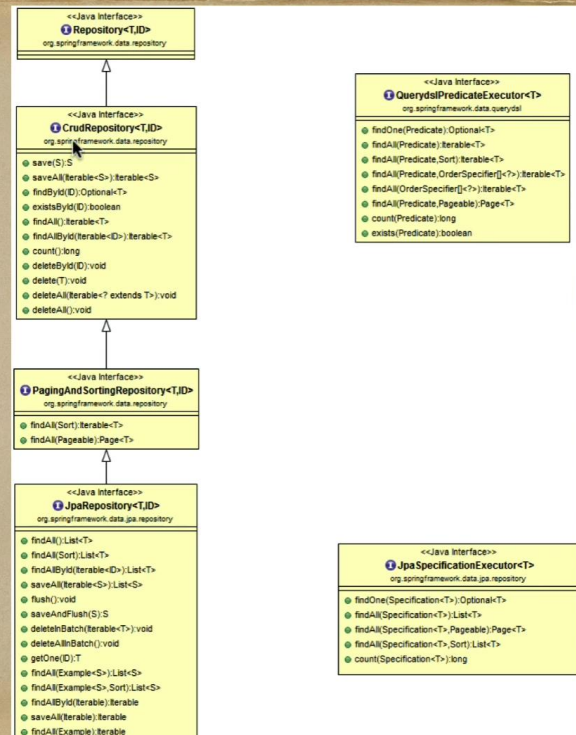 <<Java Interface>>
Repository<T,ID>
org.springframework.data.repository
<<Java Interface>>
CrudRepository<T,ID>
org.springframework.data.repository
save(S):S
saveAll(Iterable<S>):Iterable<S>
findById(ID):Optional<T>
existsById(ID):boolean
findAll():Iterable<T>
findAllById(Iterable<ID>):Iterable<T>
count():long
deleteById(ID):void
delete(T):void
deleteAll(Iterable<? extends T>):void
deleteAll():void
<<Java Interface>>
PagingAndSortingRepository<T,ID>
org.springframework.data.repository
findAll(Sort):Iterable<T>
findAll(Pageable):Page<T>
<<Java Interface>>
JpaRepository<T,ID>
org.springframework.data.jpa.repository
findAll():List<T>
findAll(Sort):List<T>
findAllById(Iterable<ID>):List<T>
saveAll(Iterable<S>):List<S>
flush():void
saveAndFlush(S):S
deleteInBatch(Iterable<T>):void
deleteAllInBatch():void
getOne(ID):T
findAll(Example<S>):List<S>
findAll(Example<S>,Sort):List<S>
findAllById(Iterable):Iterable
saveAll(Iterable):Iterable
findAll(Example):Iterable
<<Java Interface>>
QuerydslPredicateExecutor<T>
org.springframework.data.querydsl
findOne(Predicate):Optional<T>
findAll(Predicate):Iterable<T>
findAll(Predicate,Sort):Iterable<T>
findAll(Predicate,OrderSpecifier[]<?>):Iterable<T>
findAll(OrderSpecifier[]<?>):Iterable<T>
findAll(Predicate,Pageable):Page<T>
count(Predicate):long
exists(Predicate):boolean
<<Java Interface>>
JpaSpecificationExecutor<T>
org.springframework.data.jpa.repository
findOne(Specification<T>):Optional<T>
findAll(Specification<T>):List<T>
findAll(Specification<T>,Pageable):Page<T>
findAll(Specification<T>,Sort):List<T>
count(Specification<T>):long